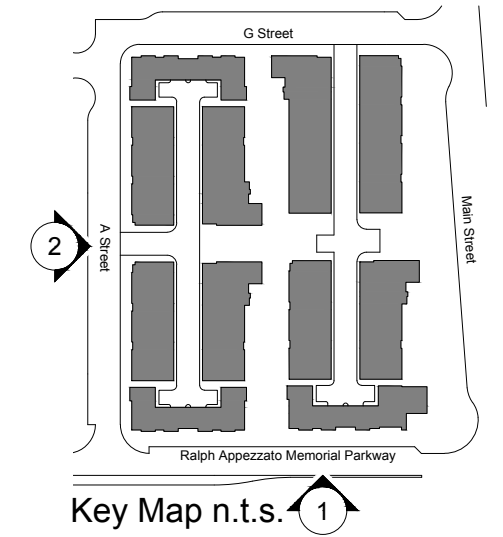 G Street
A Street
Main Street
2
Ralph Appezzato Memorial Parkway
Key Map n.t.s.
1